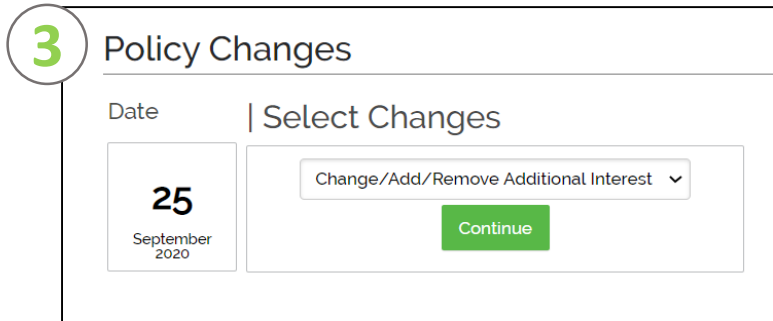 3
Policy Changes
Date
| Select Changes
25
September
2020
Change/Add/Remove Additional Interest
Continue